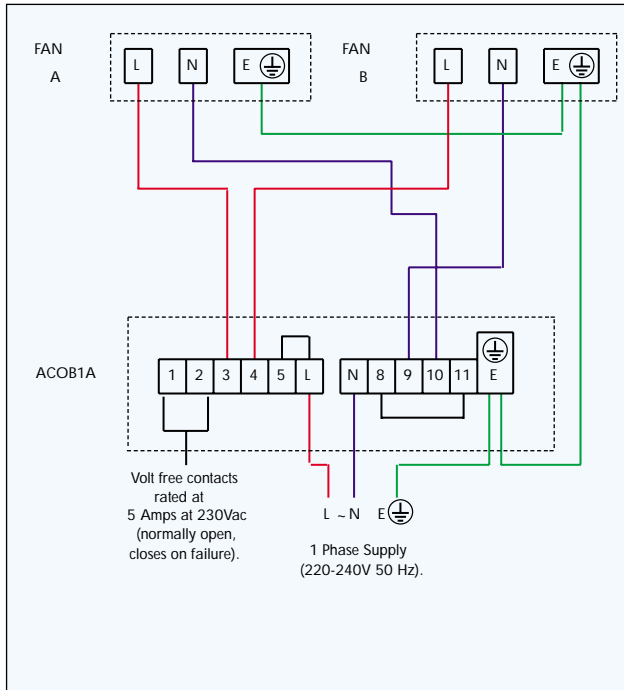 FAN
A
L N E
FAN
B
L N E
ACOB1A
1 2 3 4 5 L
N 8 9 10 11 E
Volt free contacts
rated at
5 Amps at 230Vac
(normally open,
closes on failure).
L ~ N E
1 Phase Supply
(220-240V 50 Hz).